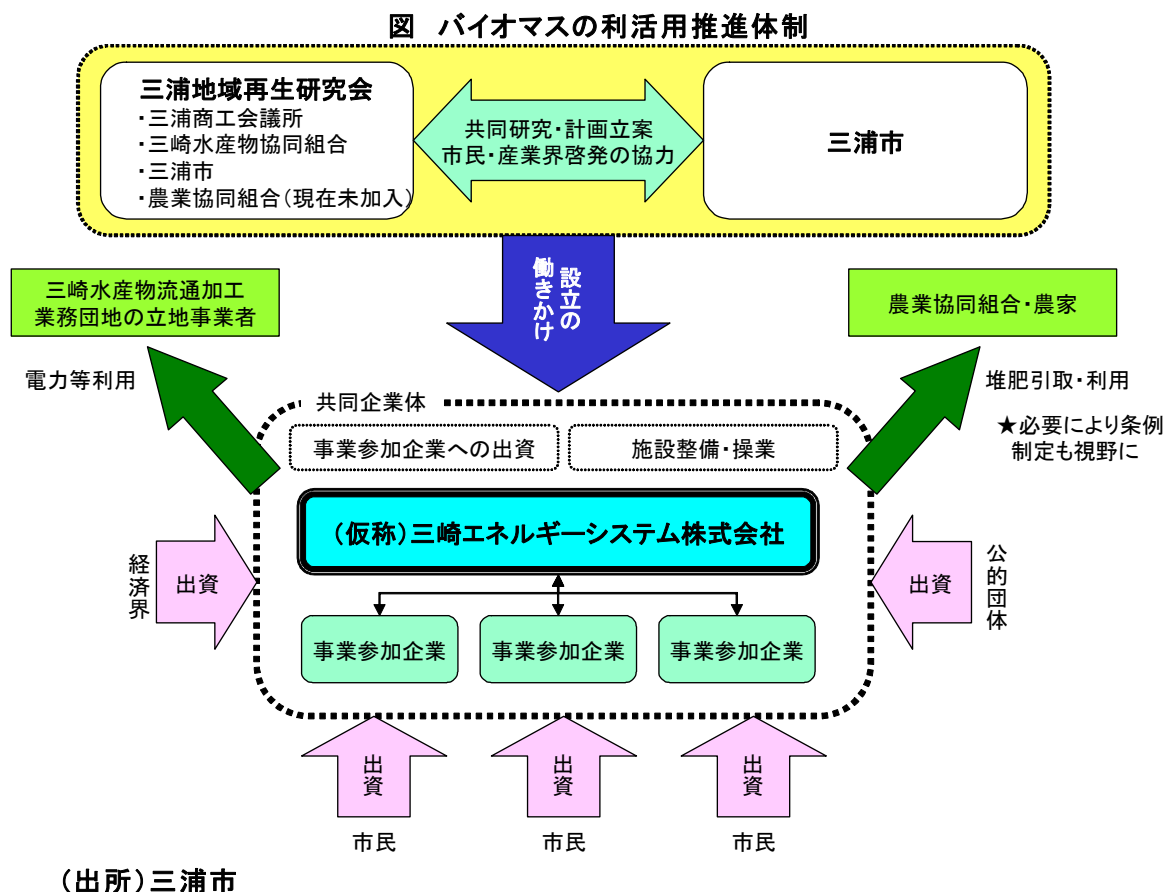 図 バイオマスの利活用推進体制
三浦地域再生研究会
・三浦商工会議所
・三崎水産物協同組合
・三浦市
・農業協同組合(現在未加入)
共同研究・計画立案
市民・産業界啓発の協力
三浦市
設立の
働きかけ
三崎水産物流通加工
業務団地の立地事業者
農業協同組合・農家
電力等利用
堆肥引取・利用
★必要により条例
制定も視野に
共同企業体
事業参加企業への出資
施設整備・操業
(仮称)三崎エネルギーシステム株式会社
経済界
出資
出資
公的団体
事業参加企業
事業参加企業
事業参加企業
出資
出資
出資
市民
市民
市民
(出所)三浦市